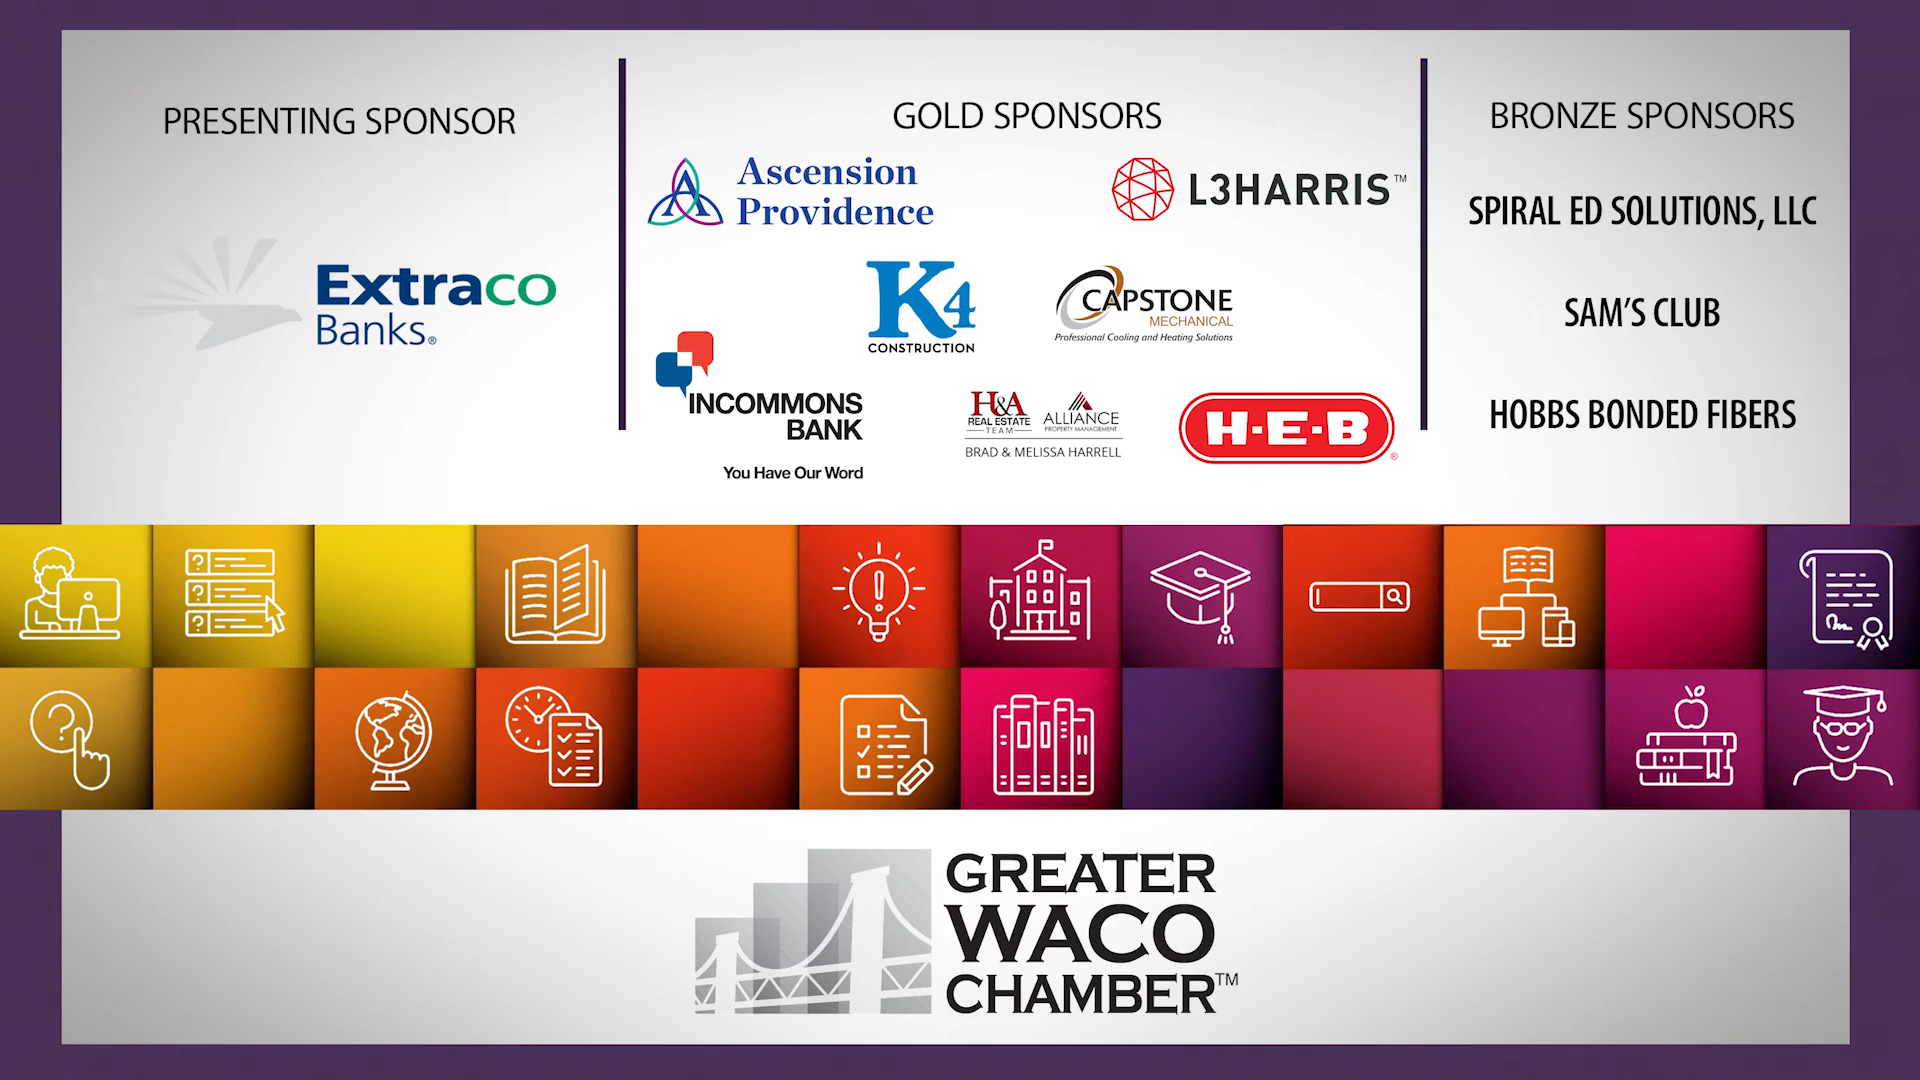 PRESENTING SPONSOR
Extraco
Banks®
GOLD SPONSORS
Ascension
Providence
L3HARRIS™
K4
CONSTRUCTION
CAPSTONE
MECHANICAL
Professional Cooling and Heating Solutions
INCOMMONS
BANK
You Have Our Word
H&A
REAL ESTATE
TEAM
ALLIANCE
PROPERTY MANAGEMENT
BRAD & MELISSA HARRELL
H-E-B®
BRONZE SPONSORS
SPIRAL ED SOLUTIONS, LLC
SAM'S CLUB
HOBBS BONDED FIBERS
GREATER
WACO
CHAMBER™